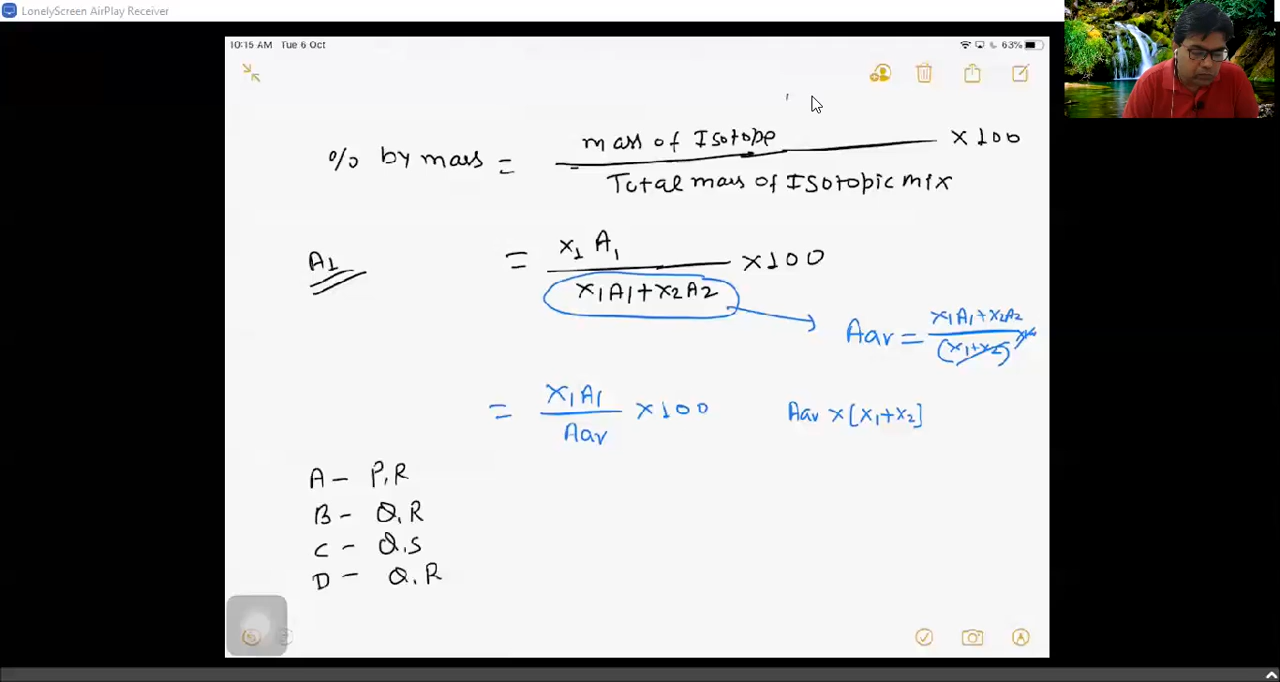 LonelyScreen AirPlay Receiver
10:15 AM Tue 6 Oct
63%
% by mass = mass of Isotope / Total mass of Isotopic mix × 100
A1 = x1 A1 / x1A1+x2A2 × 100
Aav = x1A1+x2A2 / (x1+x2)
= x1A1 / Aav × 100
Aav × [x1+x2]
A – P,R
B – Q,R
C – Q,S
D – Q,R